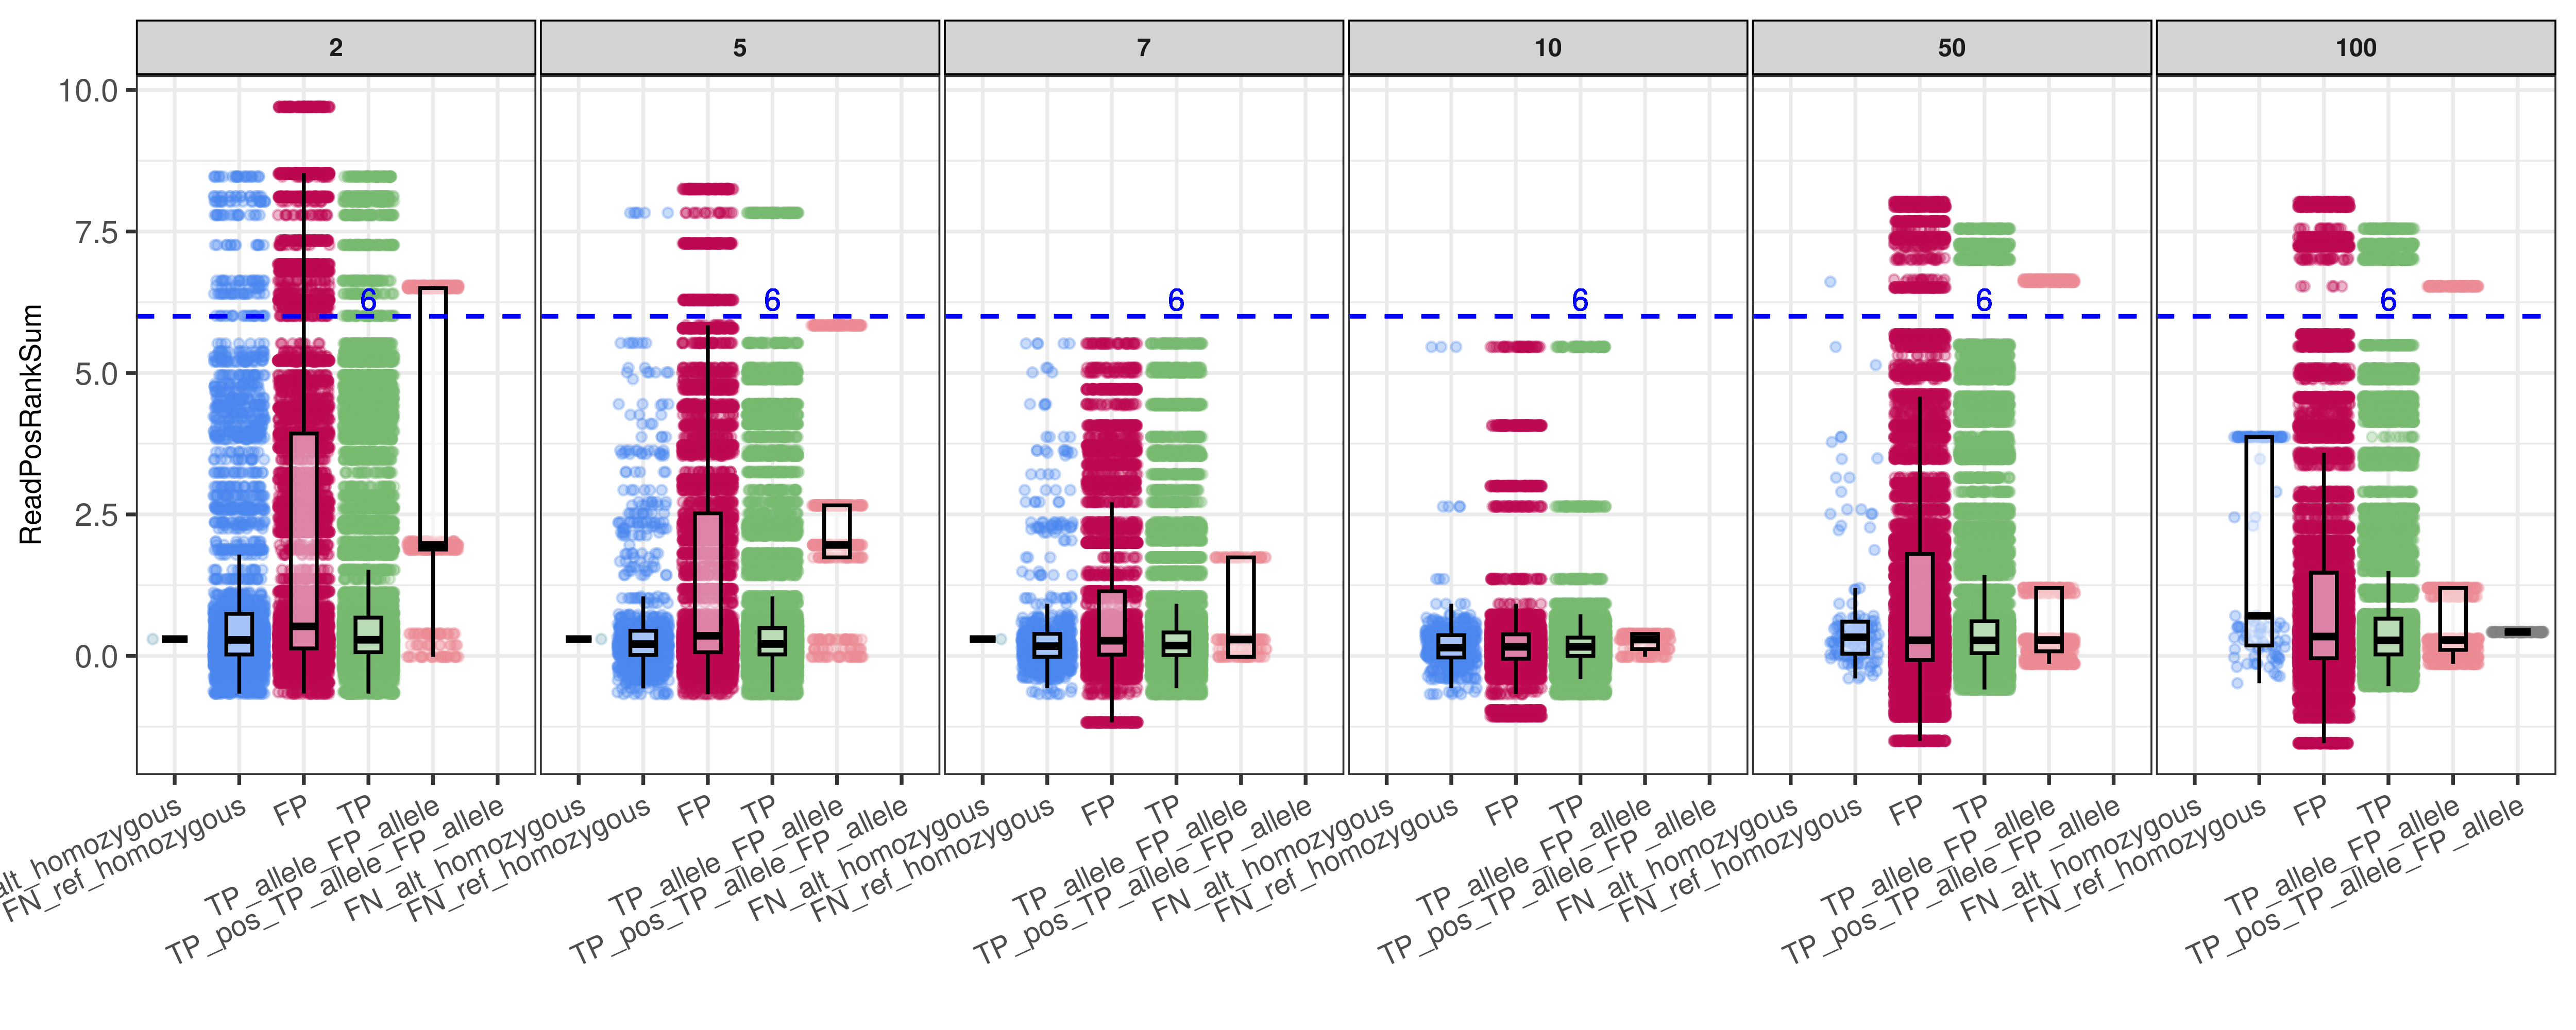 2 5 7 10 50 100
10.0
7.5
5.0
2.5
0.0
ReadPosRankSum
6 6 6 6 6 6
alt_homozygous FN_ref_homozygous FP TP TP_allele_FP_allele TP_pos_TP_allele_FP_allele
FN_alt_homozygous FN_ref_homozygous FP TP TP_allele_FP_allele TP_pos_TP_allele_FP_allele
FN_alt_homozygous FN_ref_homozygous FP TP TP_allele_FP_allele TP_pos_TP_allele_FP_allele
FN_alt_homozygous FN_ref_homozygous FP TP TP_allele_FP_allele TP_pos_TP_allele_FP_allele
FN_alt_homozygous FN_ref_homozygous FP TP TP_allele_FP_allele TP_pos_TP_allele_FP_allele
FN_alt_homozygous FN_ref_homozygous FP TP TP_allele_FP_allele TP_pos_TP_allele_FP_allele